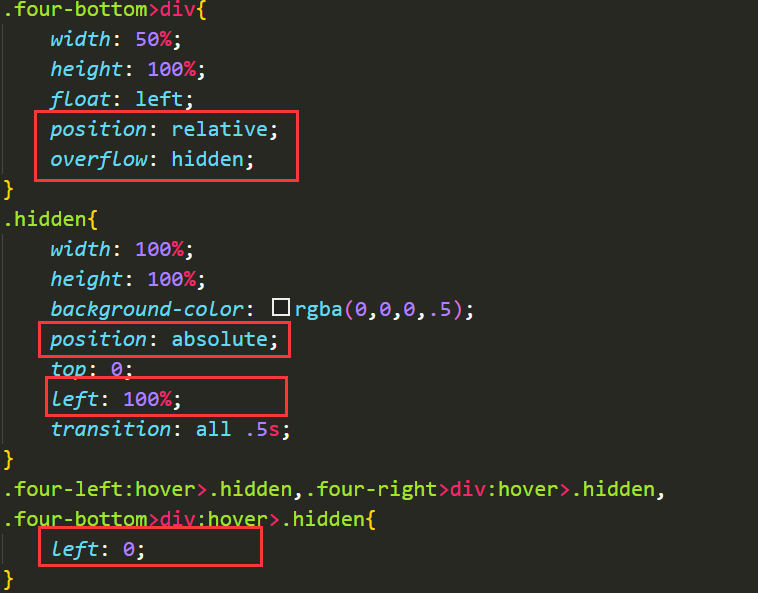 .four-bottom>div{
width: 50%;
height: 100%;
float: left;
position: relative;
overflow: hidden;
}
.hidden{
width: 100%;
height: 100%;
background-color: rgba(0,0,0,.5);
position: absolute;
top: 0;
left: 100%;
transition: all .5s;
}
.four-left:hover>.hidden,.four-right>div:hover>.hidden,
.four-bottom>div:hover>.hidden{
left: 0;
}